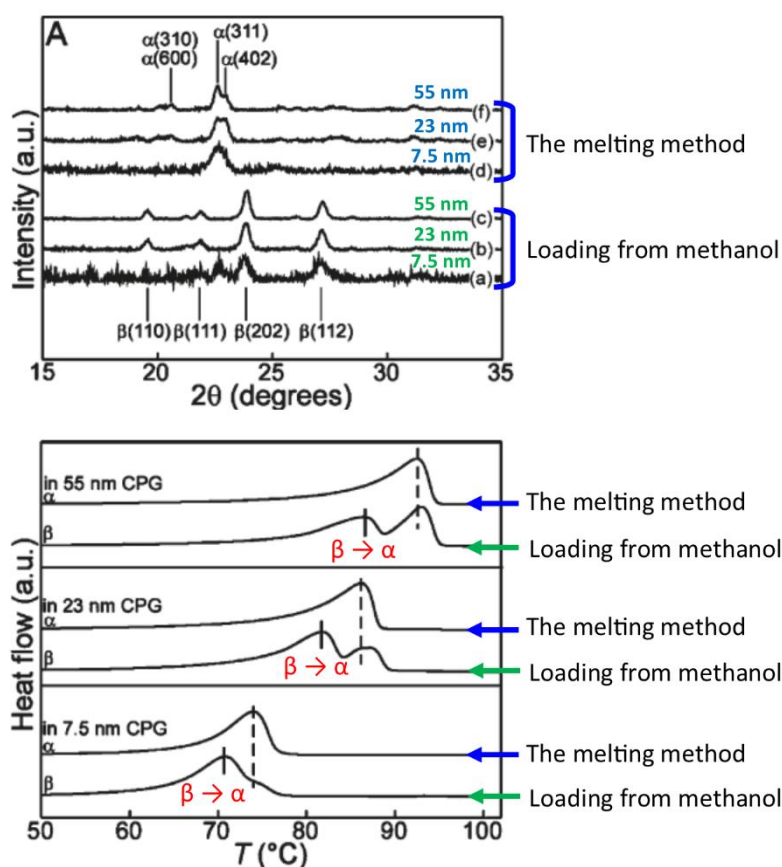 A
α(310)
α(600)
α(311)
α(402)
Intensity (a.u.)
55 nm
(f)
23 nm
(e)
7.5 nm
(d)
The melting method
55 nm
(c)
23 nm
(b)
7.5 nm
(a)
Loading from methanol
β(110)
β(111)
β(202)
β(112)
15 20 25 30 35
2θ (degrees)
Heat flow (a.u.)
in 55 nm CPG
α
The melting method
β
β → α
Loading from methanol
in 23 nm CPG
α
The melting method
β
β → α
Loading from methanol
in 7.5 nm CPG
α
The melting method
β
β → α
Loading from methanol
50 60 70 80 90 100
T (°C)